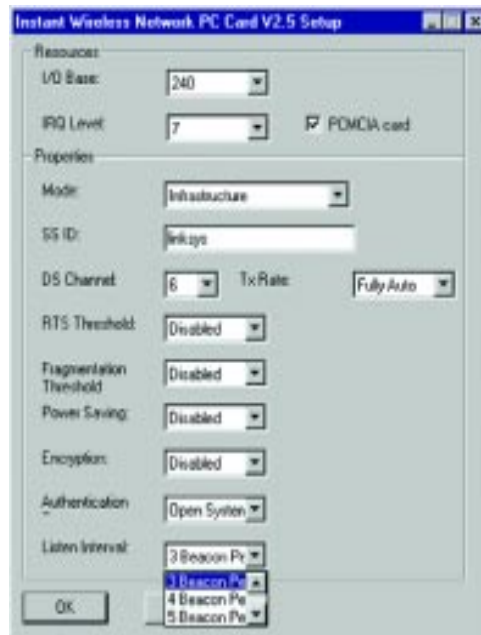 Instant Wireless Network PC Card V2.5 Setup
Resources
I/O Base: 240
IRQ Level: 7 PCMCIA card
Properties
Mode: Infrastructure
SS ID: linksys
DS Channel: 6 Tx Rate: Fully Auto
RTS Threshold: Disabled
Fragmentation
Threshold Disabled
Power Saving: Disabled
Encryption: Disabled
Authentication Open System
Listen Interval: 3 Beacon Pe
3 Beacon Pe
4 Beacon Pe
5 Beacon Pe
OK